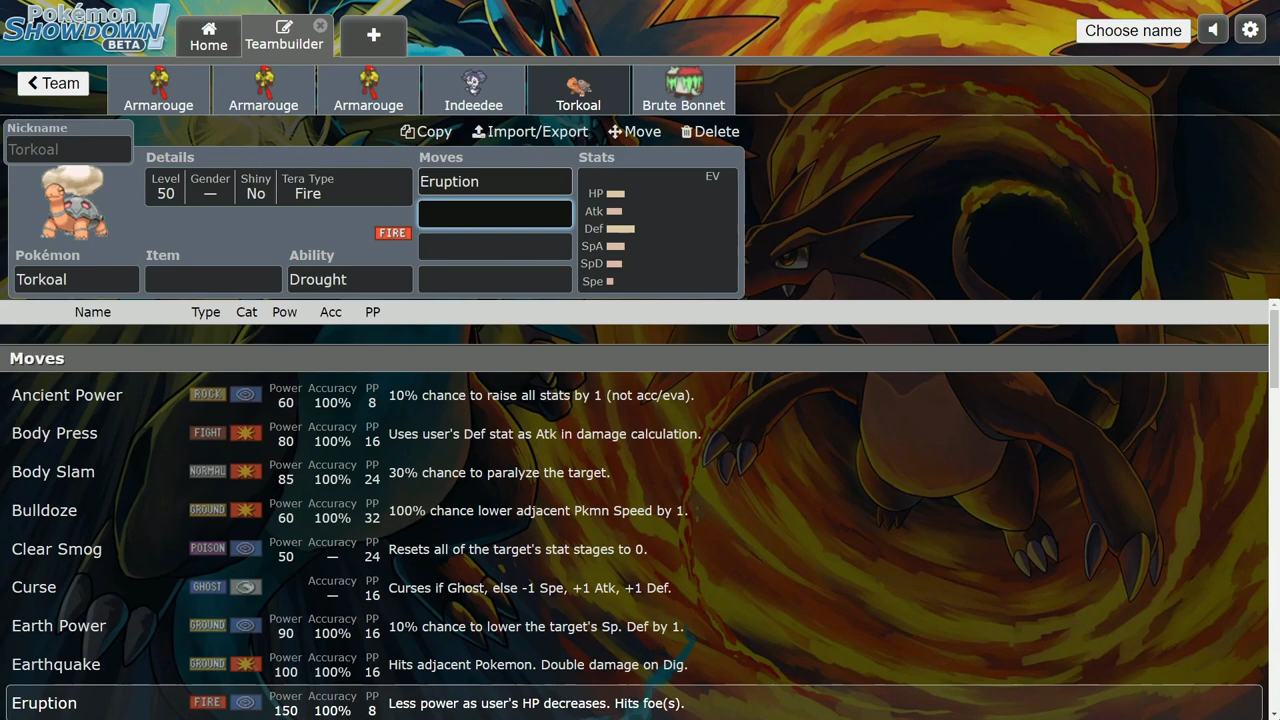 Pokémon
SHOWDOWN!
BETA
Home
Teambuilder
+
Choose name
Team
Armarouge
Armarouge
Armarouge
Indeedee
Torkoal
Brute Bonnet
Copy
Import/Export
Move
Delete
Nickname
Torkoal
Details
Level
50
Gender
—
Shiny
No
Tera Type
Fire
FIRE
Pokémon
Torkoal
Item
Ability
Drought
Moves
Eruption
Stats
EV
HP
Atk
Def
SpA
SpD
Spe
Name Type Cat Pow Acc PP
Moves
Ancient Power ROCK Power 60 Accuracy 100% PP 8 10% chance to raise all stats by 1 (not acc/eva).
Body Press FIGHT Power 80 Accuracy 100% PP 16 Uses user's Def stat as Atk in damage calculation.
Body Slam NORMAL Power 85 Accuracy 100% PP 24 30% chance to paralyze the target.
Bulldoze GROUND Power 60 Accuracy 100% PP 32 100% chance lower adjacent Pkmn Speed by 1.
Clear Smog POISON Power 50 Accuracy — PP 24 Resets all of the target's stat stages to 0.
Curse GHOST Accuracy — PP 16 Curses if Ghost, else -1 Spe, +1 Atk, +1 Def.
Earth Power GROUND Power 90 Accuracy 100% PP 16 10% chance to lower the target's Sp. Def by 1.
Earthquake GROUND Power 100 Accuracy 100% PP 16 Hits adjacent Pokemon. Double damage on Dig.
Eruption FIRE Power 150 Accuracy 100% PP 8 Less power as user's HP decreases. Hits foe(s).